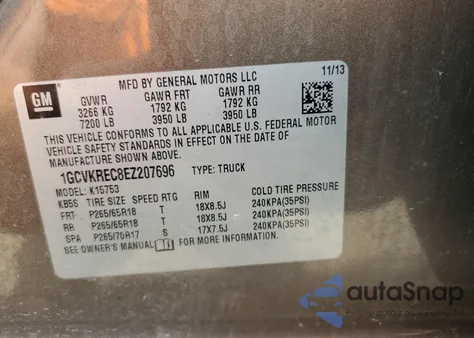 MFD BY GENERAL MOTORS LLC 11/13
GM
GVWR GAWR FRT GAWR RR
3266 KG 1792 KG 1792 KG
7200 LB 3950 LB 3950 LB
THIS VEHICLE CONFORMS TO ALL APPLICABLE U.S. FEDERAL MOTOR
VEHICLE SAFETY STANDARDS IN EFFECT ON THE DATE OF
MANUFACTURE SHOWN ABOVE.
1GCVKREC8EZ207696 TYPE: TRUCK
MODEL: K15753
KB5S TIRE SIZE SPEED RTG RIM COLD TIRE PRESSURE
FRT P265/65R18 T 18X8.5J 240KPA(35PSI)
RR P265/65R18 T 18X8.5J 240KPA(35PSI)
SPA P265/70R17 S 17X7.5J 240KPA(35PSI)
SEE OWNER'S MANUAL FOR MORE INFORMATION
autoSnap